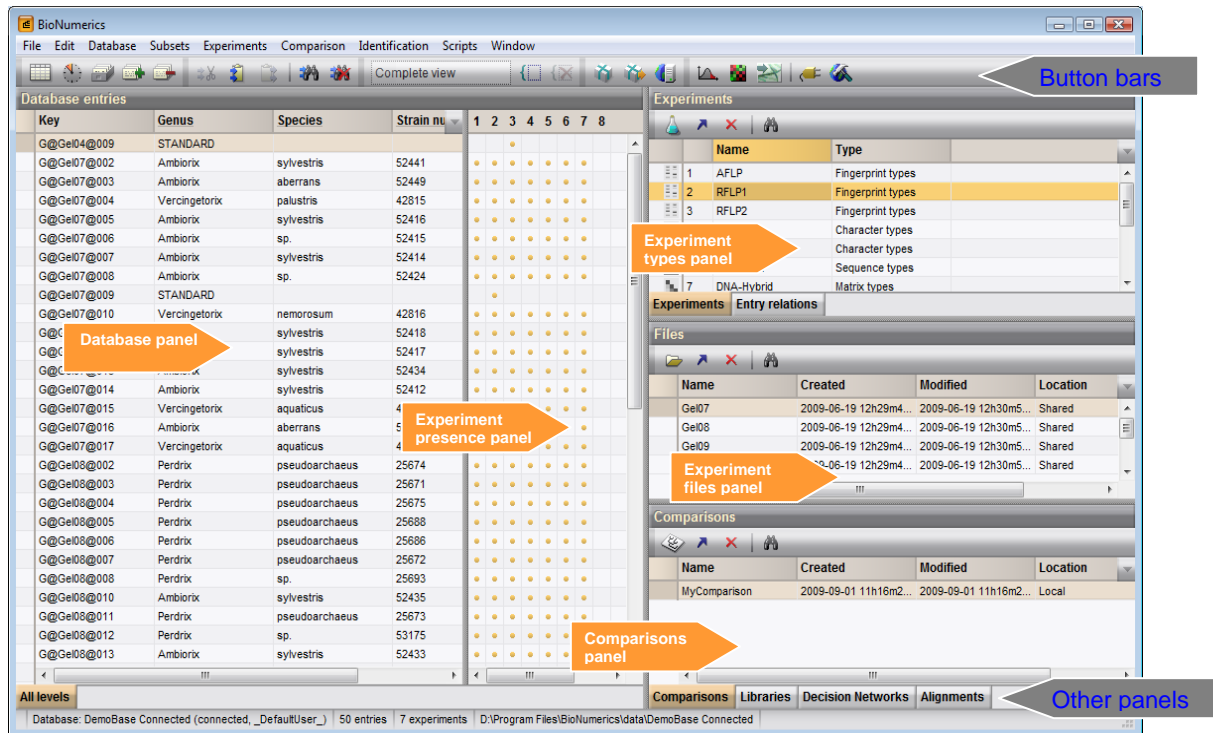 BioNumerics
File Edit Database Subsets Experiments Comparison Identification Scripts Window
Complete view
Button bars
Database entries
Key Genus Species Strain nu 1 2 3 4 5 6 7 8
G@Gel04@009 STANDARD
G@Gel07@002 Ambiorix sylvestris 52441
G@Gel07@003 Ambiorix aberrans 52449
G@Gel07@004 Vercingetorix palustris 42815
G@Gel07@005 Ambiorix sylvestris 52416
G@Gel07@006 Ambiorix sp. 52415
G@Gel07@007 Ambiorix sylvestris 52414
G@Gel07@008 Ambiorix sp. 52424
G@Gel07@009 STANDARD
G@Gel07@010 Vercingetorix nemorosum 42816
sylvestris 52418
sylvestris 52417
sylvestris 52434
G@Gel07@014 Ambiorix sylvestris 52412
G@Gel07@015 Vercingetorix aquaticus
G@Gel07@016 Ambiorix aberrans
G@Gel07@017 Vercingetorix aquaticus
G@Gel08@002 Perdrix pseudoarchaeus 25674
G@Gel08@003 Perdrix pseudoarchaeus 25671
G@Gel08@004 Perdrix pseudoarchaeus 25675
G@Gel08@005 Perdrix pseudoarchaeus 25688
G@Gel08@006 Perdrix pseudoarchaeus 25686
G@Gel08@007 Perdrix pseudoarchaeus 25672
G@Gel08@008 Perdrix sp. 25693
G@Gel08@010 Ambiorix sylvestris 52435
G@Gel08@011 Perdrix pseudoarchaeus 25673
G@Gel08@012 Perdrix sp. 53175
G@Gel08@013 Ambiorix sylvestris 52433
Database panel
Experiment
presence panel
All levels
Experiments
Name Type
1 AFLP Fingerprint types
2 RFLP1 Fingerprint types
3 RFLP2 Fingerprint types
Character types
Character types
Sequence types
7 DNA-Hybrid Matrix types
Experiment
types panel
Experiments Entry relations
Files
Name Created Modified Location
Gel07 2009-06-19 12h29m4... 2009-06-19 12h30m5... Shared
Gel08 2009-06-19 12h29m4... 2009-06-19 12h30m5... Shared
Gel09 2009-06-19 12h29m4... 2009-06-19 12h30m5... Shared
12h29m4... 2009-06-19 12h30m5... Shared
Experiment
files panel
Comparisons
Name Created Modified Location
MyComparison 2009-09-01 11h16m2... 2009-09-01 11h16m2... Local
Comparisons
panel
Comparisons Libraries Decision Networks Alignments
Other panels
Database: DemoBase Connected (connected, _DefaultUser_) 50 entries 7 experiments D:\Program Files\BioNumerics\data\DemoBase Connected